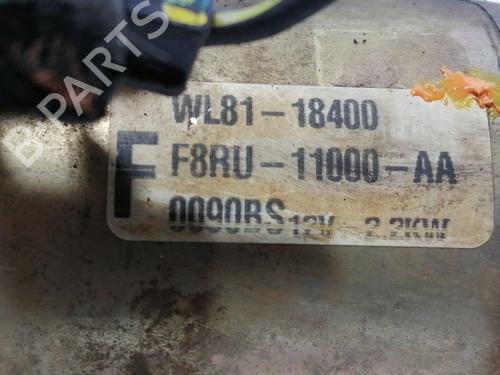 B PARTS
WL81-18400
F
F8RU-11000-AA
0090BS 12V 2.2KW